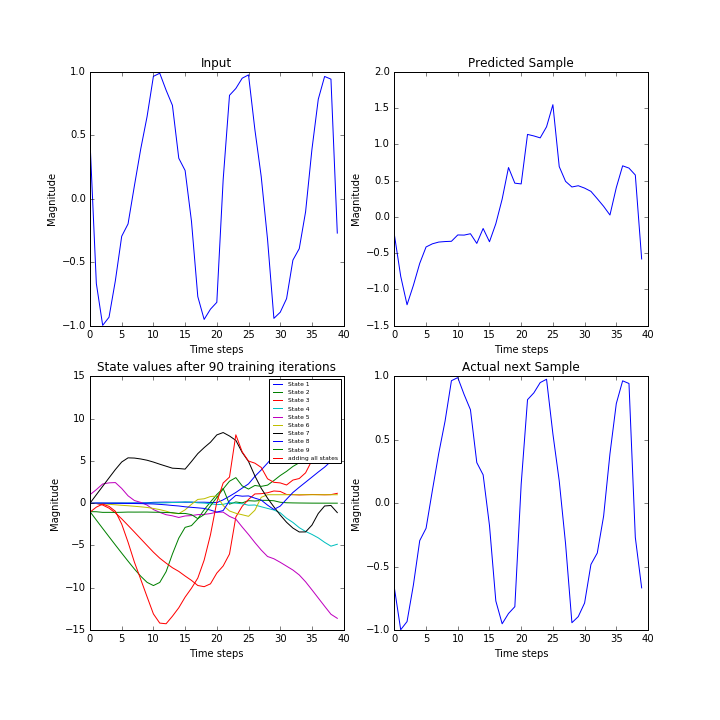 Input
1.0
0.5
0.0
−0.5
−1.0
Magnitude
0 5 10 15 20 25 30 35 40
Time steps
Predicted Sample
2.0
1.5
1.0
0.5
0.0
−0.5
−1.0
−1.5
Magnitude
0 5 10 15 20 25 30 35 40
Time steps
State values after 90 training iterations
15
10
5
0
−5
−10
−15
Magnitude
0 5 10 15 20 25 30 35 40
Time steps
State 1
State 2
State 3
State 4
State 5
State 6
State 7
State 8
State 9
adding all states
Actual next Sample
1.0
0.5
0.0
−0.5
−1.0
Magnitude
0 5 10 15 20 25 30 35 40
Time steps